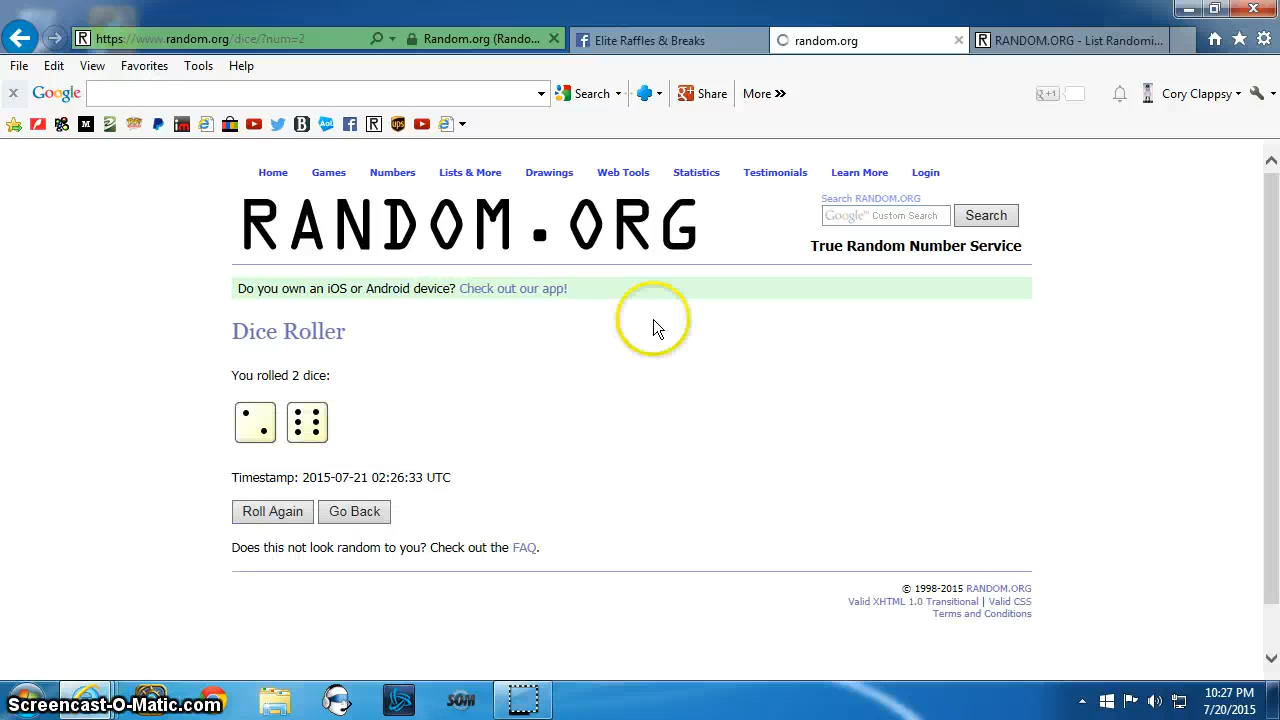 https://www.random.org/dice/?num=2
Random.org (Rando...
Elite Raffles & Breaks
random.org
RANDOM.ORG - List Randomi...
File Edit View Favorites Tools Help
Google Search Share More »
Cory Clappsy
Home Games Numbers Lists & More Drawings Web Tools Statistics Testimonials Learn More Login
RANDOM.ORG
Search RANDOM.ORG
Google™ Custom Search
Search
True Random Number Service
Do you own an iOS or Android device? Check out our app!
Dice Roller
You rolled 2 dice:
Timestamp: 2015-07-21 02:26:33 UTC
Roll Again Go Back
Does this not look random to you? Check out the FAQ.
© 1998-2015 RANDOM.ORG
Valid XHTML 1.0 Transitional | Valid CSS
Terms and Conditions
Screencast-O-Matic.com
SOM
10:27 PM
7/20/2015